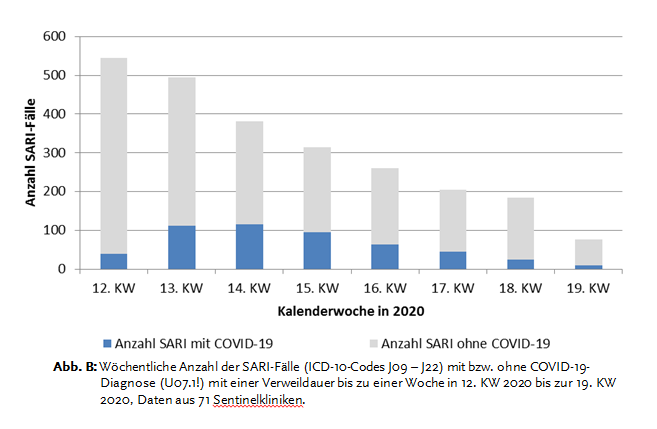 600
500
400
300
200
100
0
Anzahl SARI-Fälle
12. KW 13. KW 14. KW 15. KW 16. KW 17. KW 18. KW 19. KW
Kalenderwoche in 2020
Anzahl SARI mit COVID-19 Anzahl SARI ohne COVID-19
Abb. B: Wöchentliche Anzahl der SARI-Fälle (ICD-10-Codes J09 – J22) mit bzw. ohne COVID-19-
Diagnose (U07.1!) mit einer Verweildauer bis zu einer Woche in 12. KW 2020 bis zur 19. KW
2020, Daten aus 71 Sentinelkliniken.